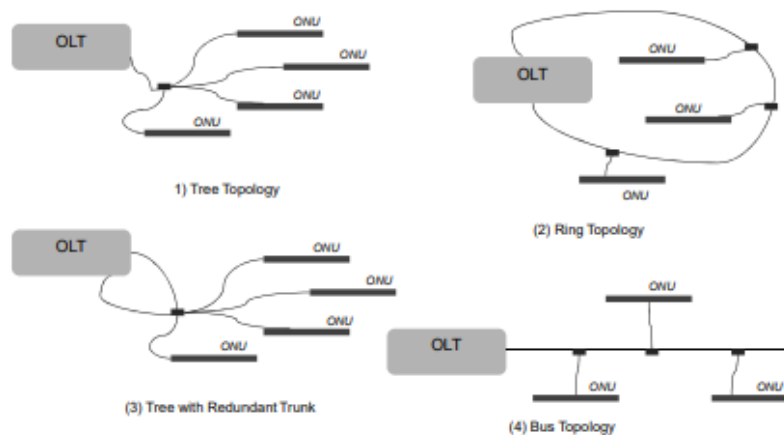 OLT
ONU
ONU
ONU
ONU
1) Tree Topology
OLT
ONU
ONU
ONU
(2) Ring Topology
OLT
ONU
ONU
ONU
ONU
(3) Tree with Redundant Trunk
OLT
ONU
ONU
ONU
(4) Bus Topology